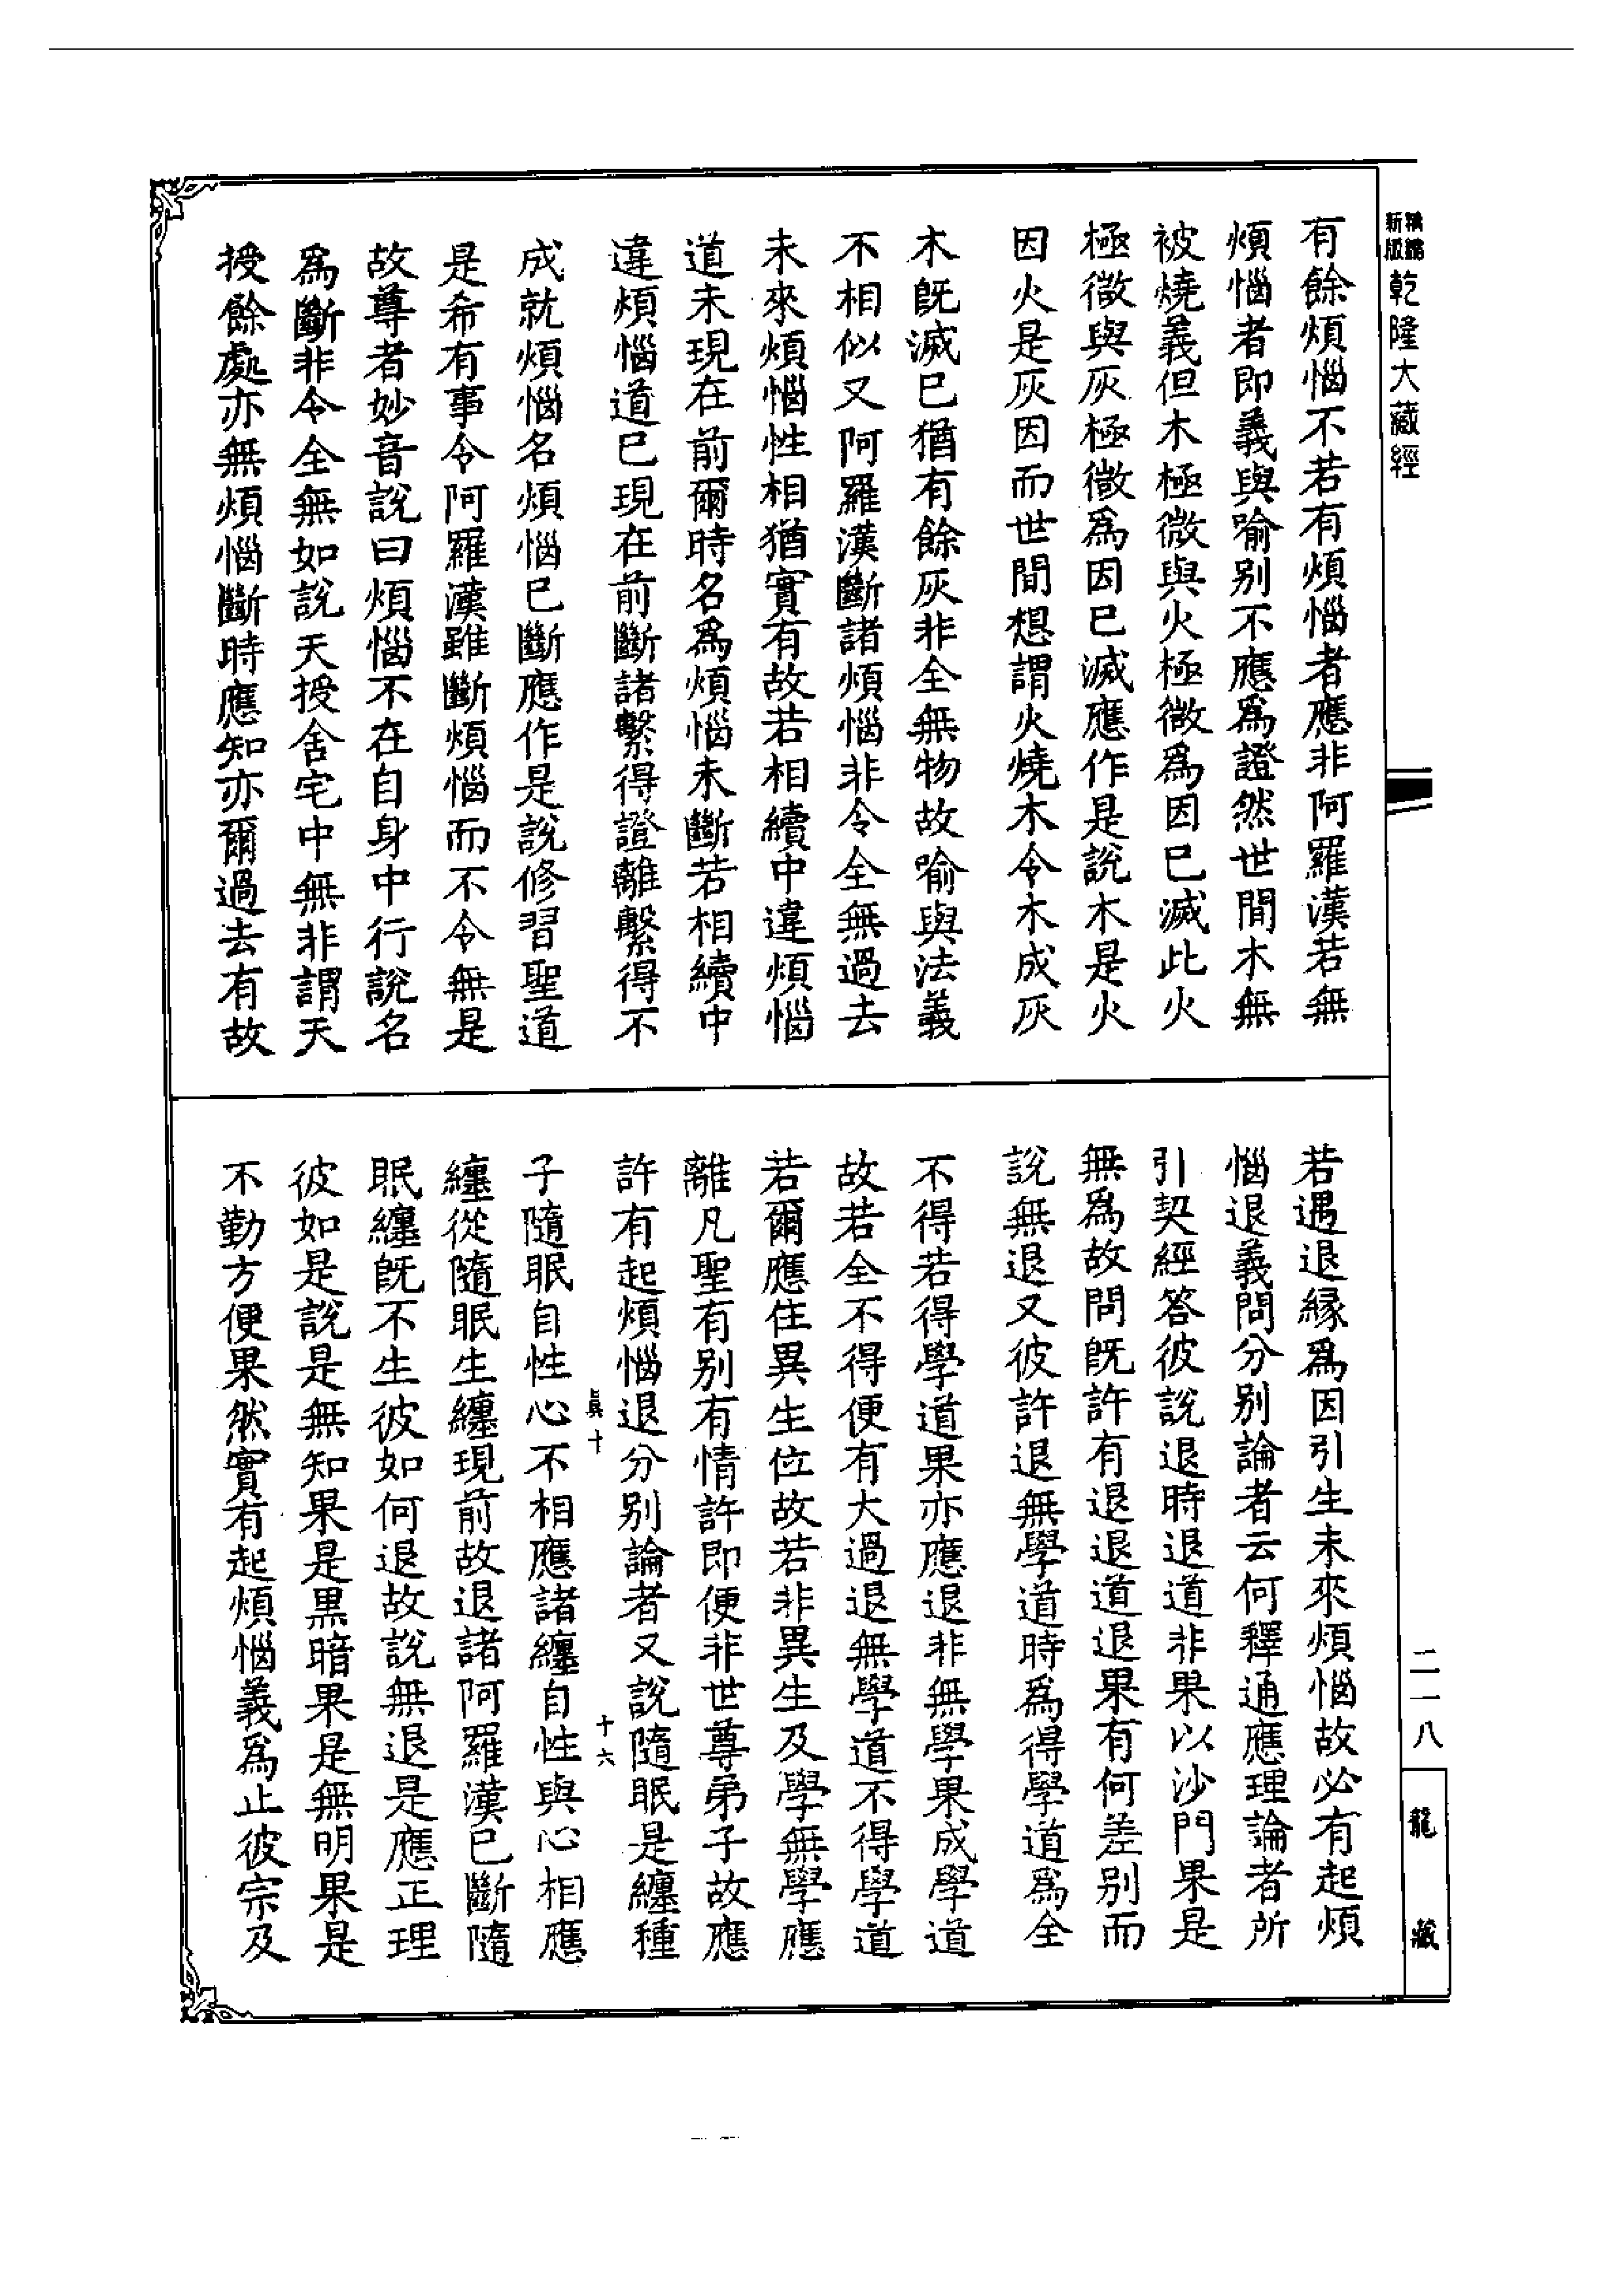 精編
新版
乾隆大藏經
有餘煩惱不若有煩惱者應非阿羅漢若無
煩惱者即義與喻别不應爲證然世間木無
被燒義但木極微與火極微爲因已滅此火
極微與灰極微爲因已滅應作是說木是火
因火是灰因而世間想謂火燒木令木成灰
木旣滅已猶有餘灰非全無物故喻與法義
不相似又阿羅漢斷諸煩惱非令全無過去
未來煩惱性相猶實有故若相續中違煩惱
道未現在前爾時名爲煩惱未斷若相續中
違煩惱道已現在前斷諸繫得證離繫得不
成就煩惱名煩惱已斷應作是說修習聖道
是希有事令阿羅漢雖斷煩惱而不令無是
故尊者妙音說曰煩惱不在自身中行說名
爲斷非令全無如說天授舍宅中無非謂天
授餘處亦無煩惱斷時應知亦爾過去有故
二一八
龍藏
若遇退緣爲因引生未來煩惱故必有起煩
惱退義問分别論者云何釋通應理論者所
引契經答彼說退時退道非果以沙門果是
無爲故問旣許有退退道退果有何差别而
說無退又彼許退無學道時爲得學道爲全
不得若得學道果亦應退非無學果成學道
故若全不得便有大過退無學道不得學道
若爾應住異生位故若非異生及學無學應
離凡聖有别有情許即便非世尊弟子故應
許有起煩惱退分别論者又說隨眠是纏種
眞十
十六
子隨眠自性心不相應諸纏自性與心相應
纏從隨眠生纏現前故退諸阿羅漢已斷隨
眠纏旣不生彼如何退故說無退是應正理
彼如是說是無知果是黑暗果是無明果是
不勤方便果然實有起煩惱義爲止彼宗及